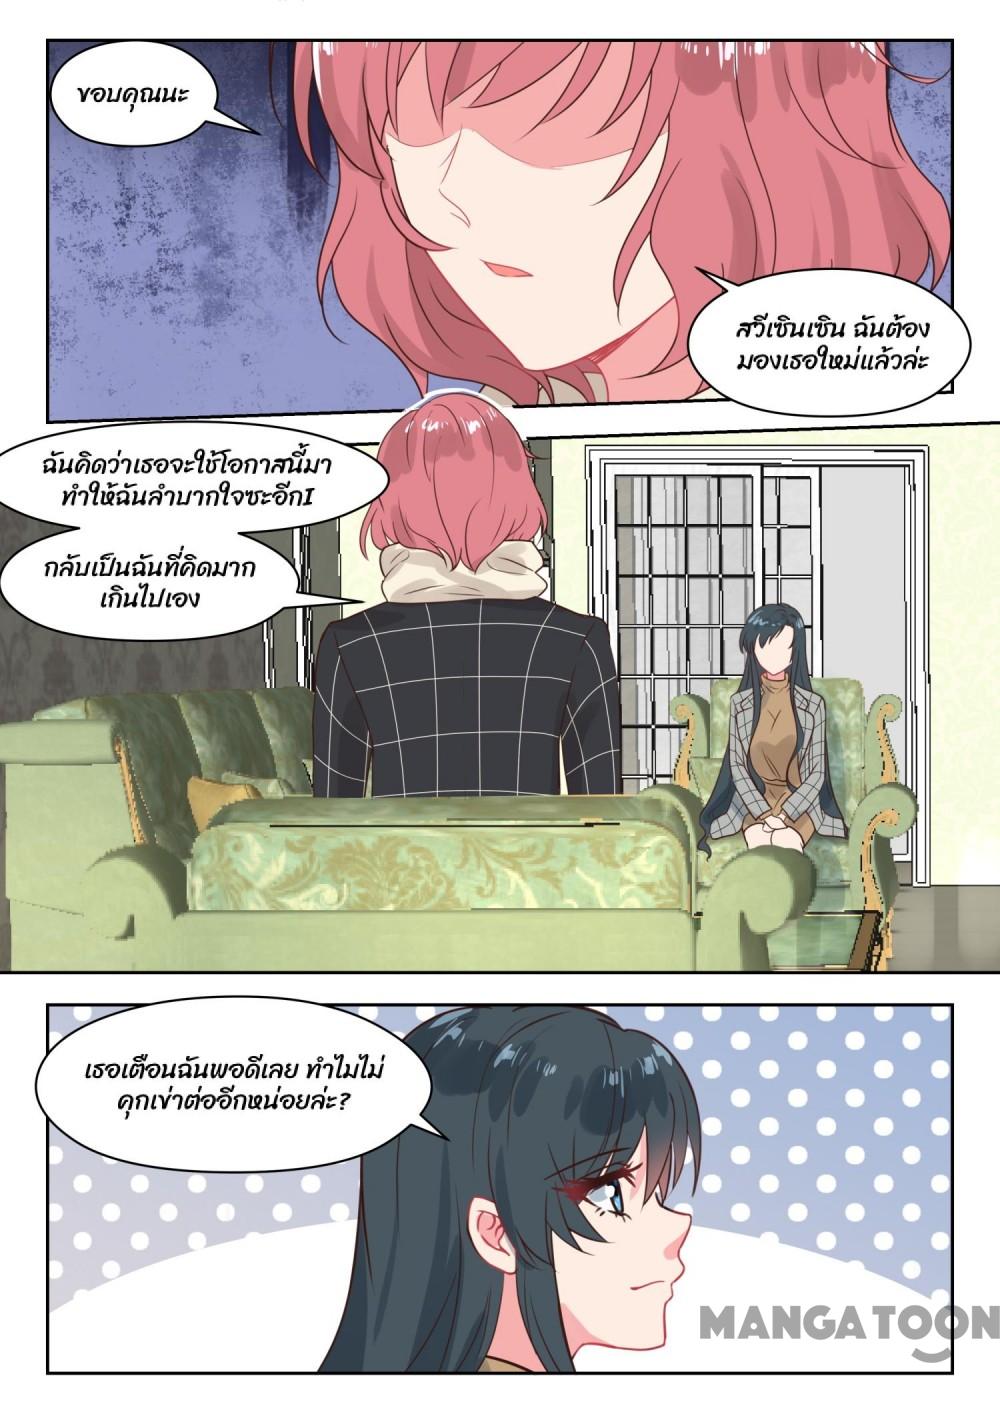 ขอบคุณนะ
สวีเซินเซิน ฉันต้อง
มองเธอใหม่แล้วล่ะ
ฉันคิดว่าเธอจะใช้โอกาสนี้มา
ทำให้ฉันลำบากใจซะอีกI
กลับเป็นฉันที่คิดมาก
เกินไปเอง
เธอเตือนฉันพอดีเลย ทำไมไม่
คุกเข่าต่ออีกหน่อยล่ะ?
MANGATOON